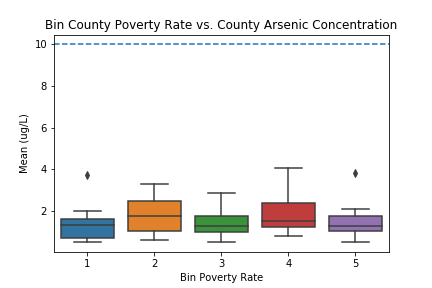 Bin County Poverty Rate vs. County Arsenic Concentration
10
8
6
4
2
Mean (ug/L)
1 2 3 4 5
Bin Poverty Rate